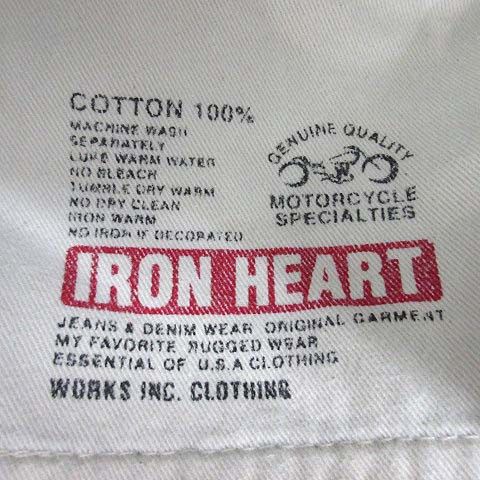 COTTON 100%
MACHINE WASH
SEPARATELY
LUKE WARM WATER
NO BLEACH
TUMBLE DRY WARM
NO DRY CLEAN
IRON WARM
NO IRON IF DECORATED
GENUINE QUALITY
MOTORCYCLE
SPECIALTIES
IRON HEART
JEANS & DENIM WEAR ORIGINAL GARMENT
MY FAVORITE RUGGED WEAR
ESSENTIAL OF U.S.A CLOTHING
WORKS INC. CLOTHING